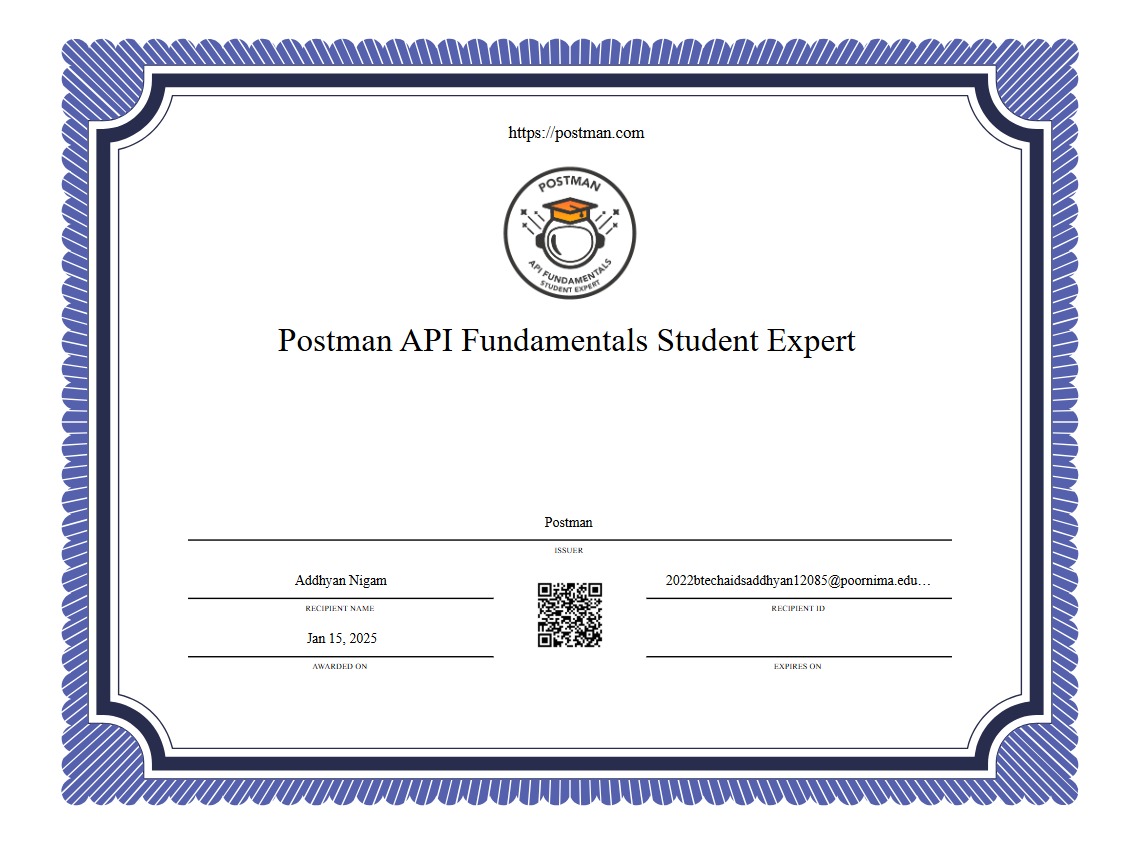 https://postman.com
POSTMAN
API FUNDAMENTALS
STUDENT EXPERT
Postman API Fundamentals Student Expert
Postman
ISSUER
Addhyan Nigam
RECIPIENT NAME
2022btechaidsaddhyan12085@poornima.edu…
RECIPIENT ID
Jan 15, 2025
AWARDED ON
EXPIRES ON